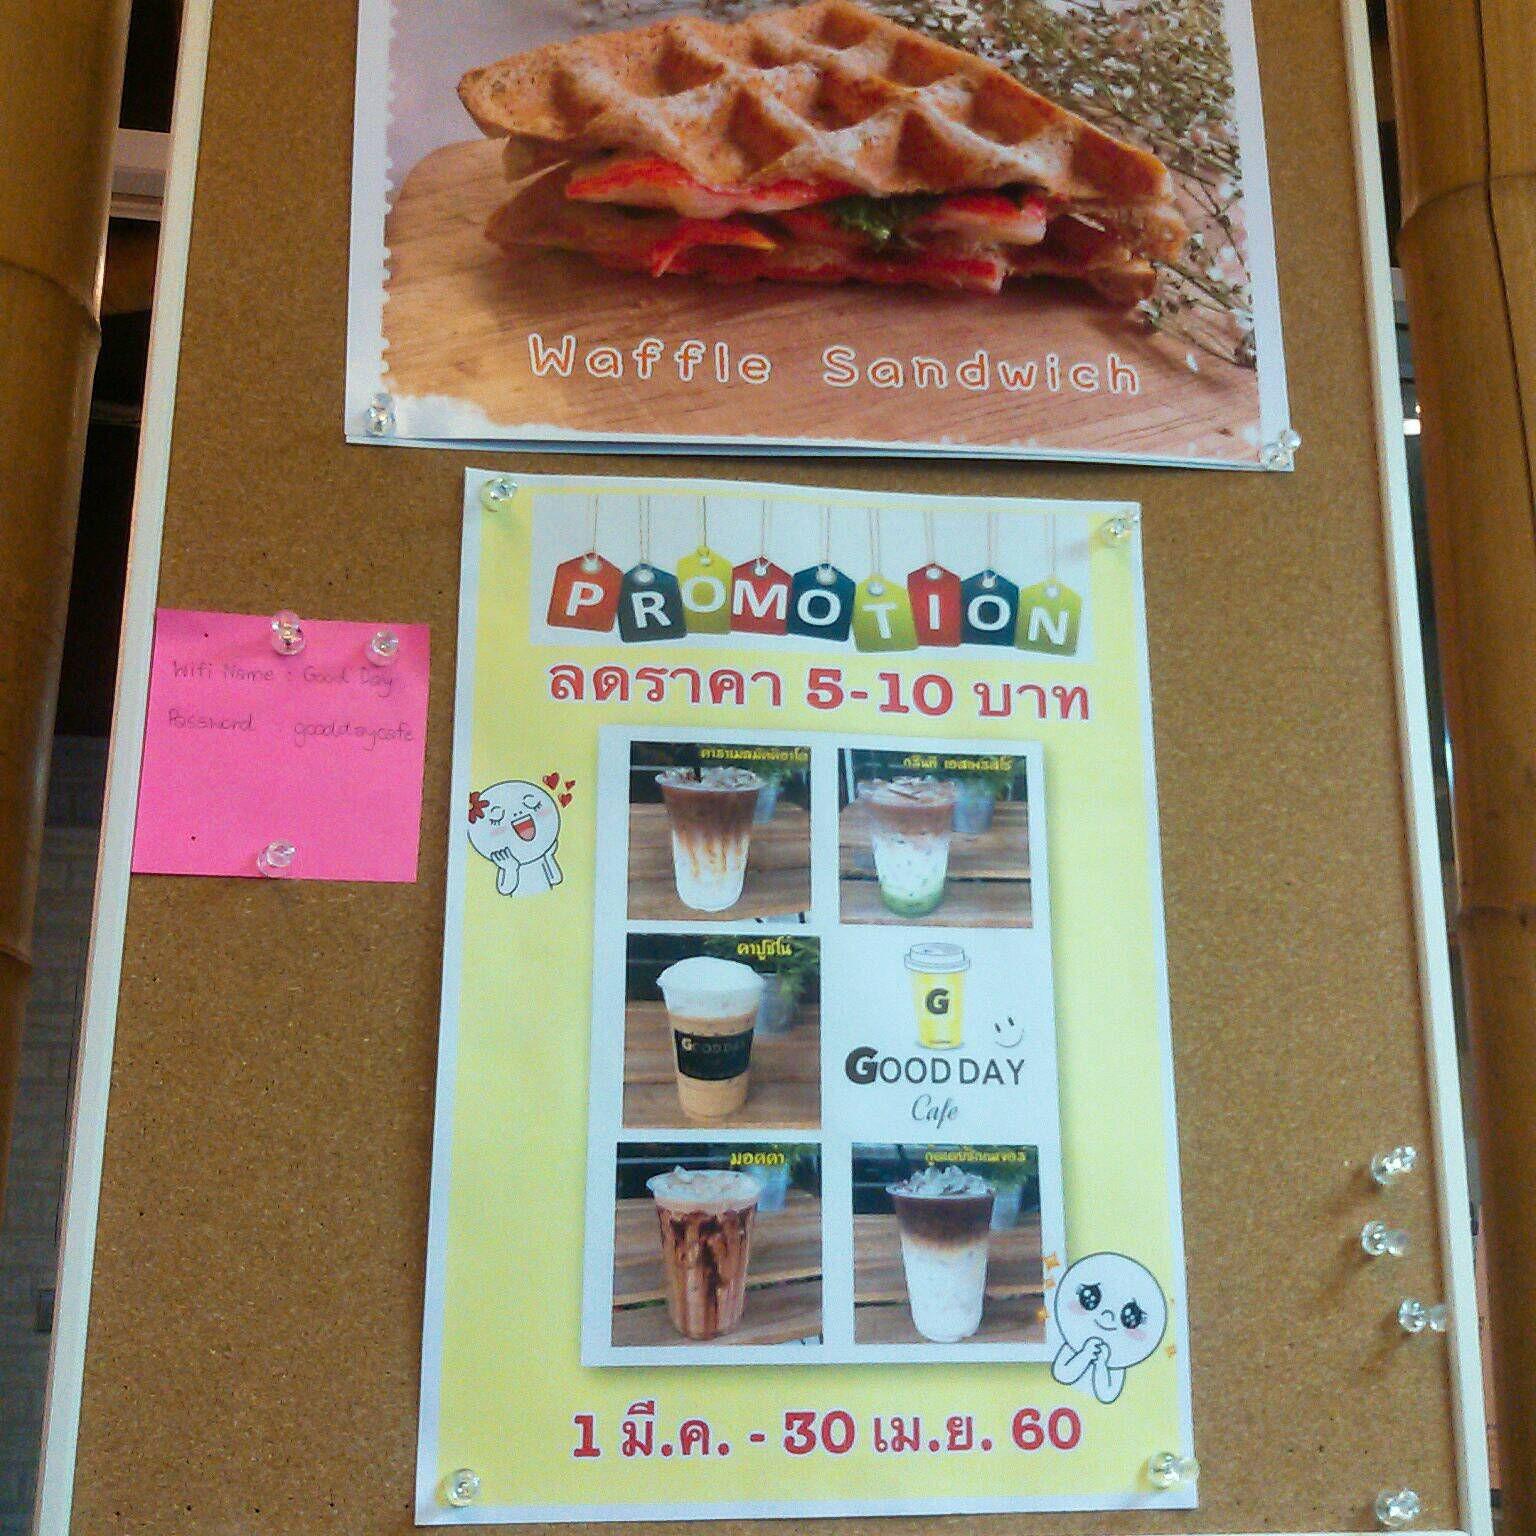 Waffle Sandwich
PROMOTION
ลดราคา 5-10 บาท
Wifi Name : Good Day
Password : gooddaycafe
คาราเมลมัคคิอาโต้
กรีนที เอสเพรสโซ่
คาปูชิโน่
GOOD DAY
G
GOOD DAY
Cafe
มอคค่า
1 มี.ค. - 30 เม.ย. 60